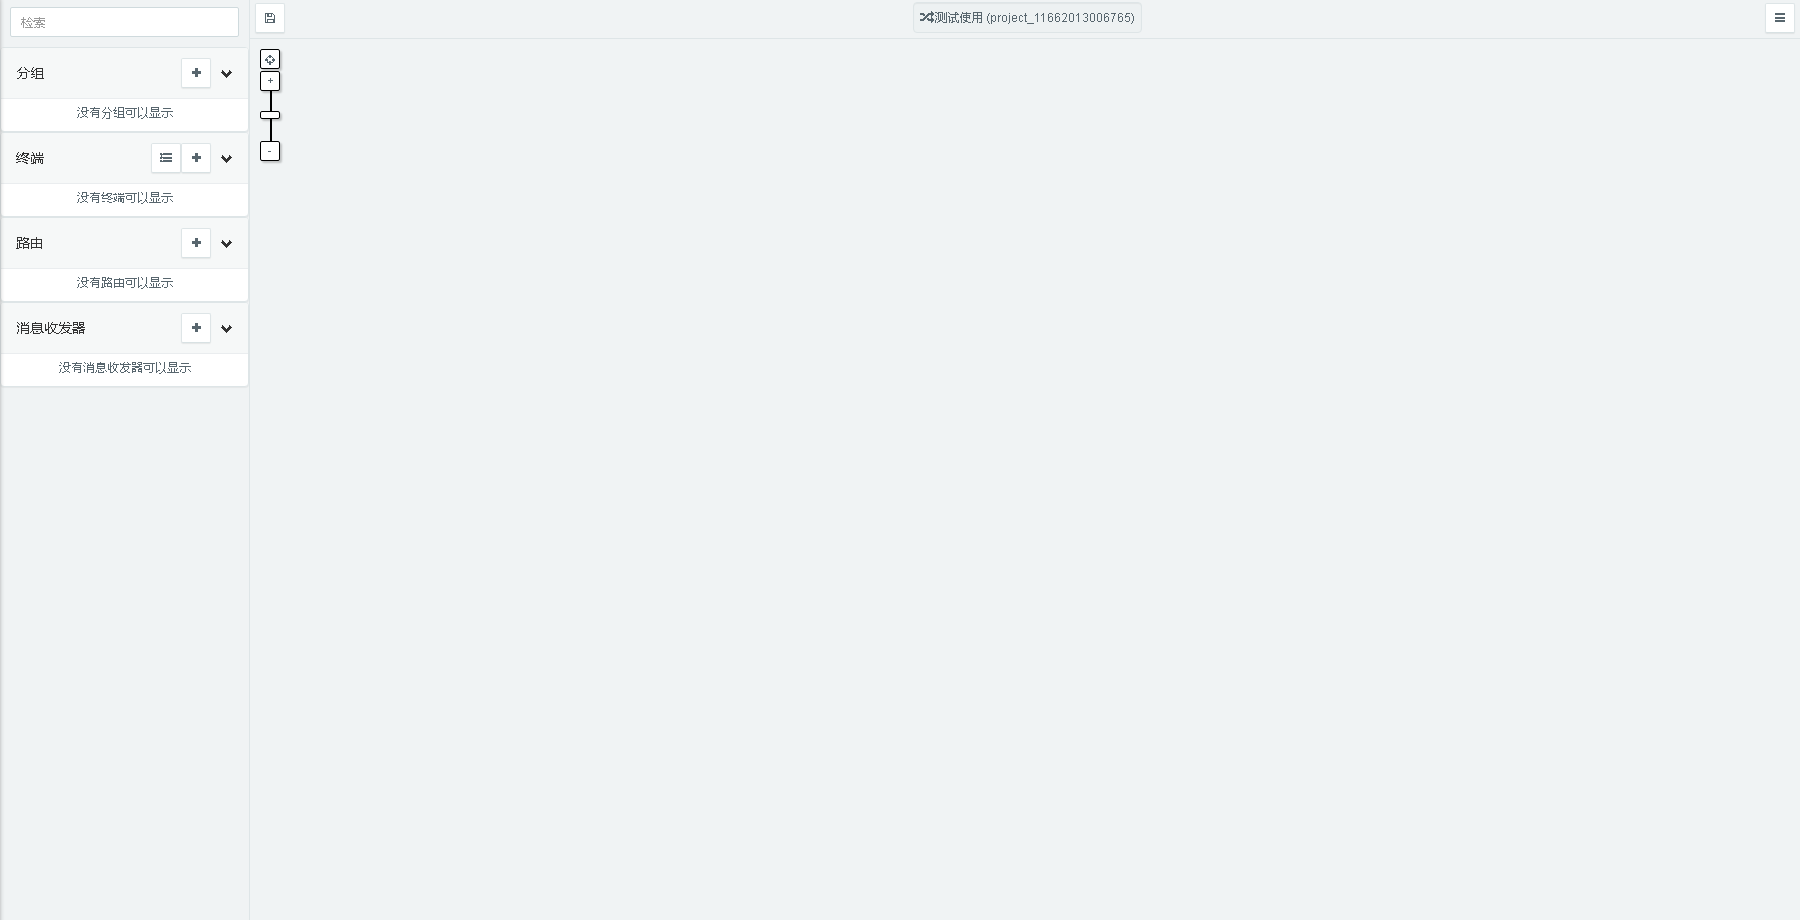 检索
测试使用 (project_11662013006765)
+
-
分组
没有分组可以显示
终端
没有终端可以显示
路由
没有路由可以显示
消息收发器
没有消息收发器可以显示